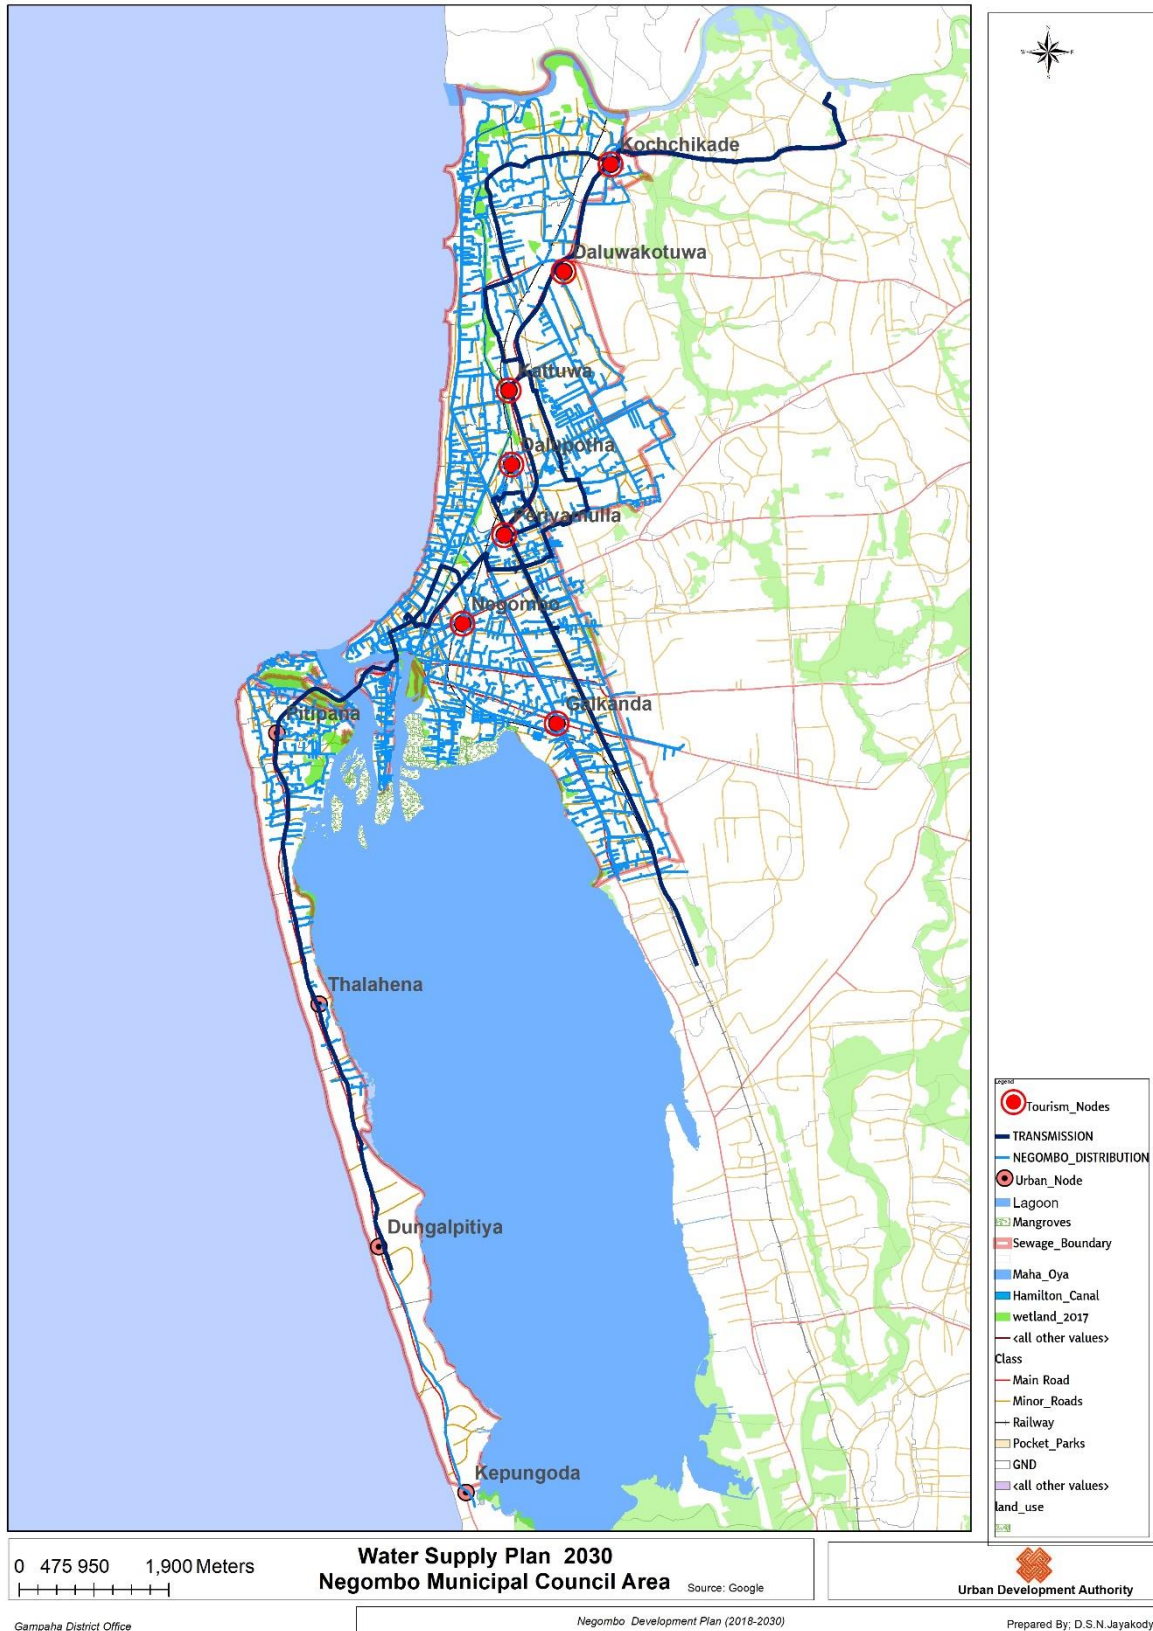 Kochchikade
Daluwakotuwa
Kattuwa
Dalupotha
Periyamulla
Negombo
Galkanda
Pitipana
Thalahena
Dungalpitiya
Kepungoda
Legend
Tourism_Nodes
TRANSMISSION
NEGOMBO_DISTRIBUTION
Urban_Node
Lagoon
Mangroves
Sewage_Boundary
Maha_Oya
Hamilton_Canal
wetland_2017
<all other values>
Class
Main Road
Minor_Roads
Railway
Pocket_Parks
GND
<all other values>
land_use
0 475 950 1,900 Meters
Water Supply Plan 2030
Negombo Municipal Council Area
Source: Google
Urban Development Authority
Gampaha District Office
Negombo Development Plan (2018-2030)
Prepared By; D.S.N.Jayakody